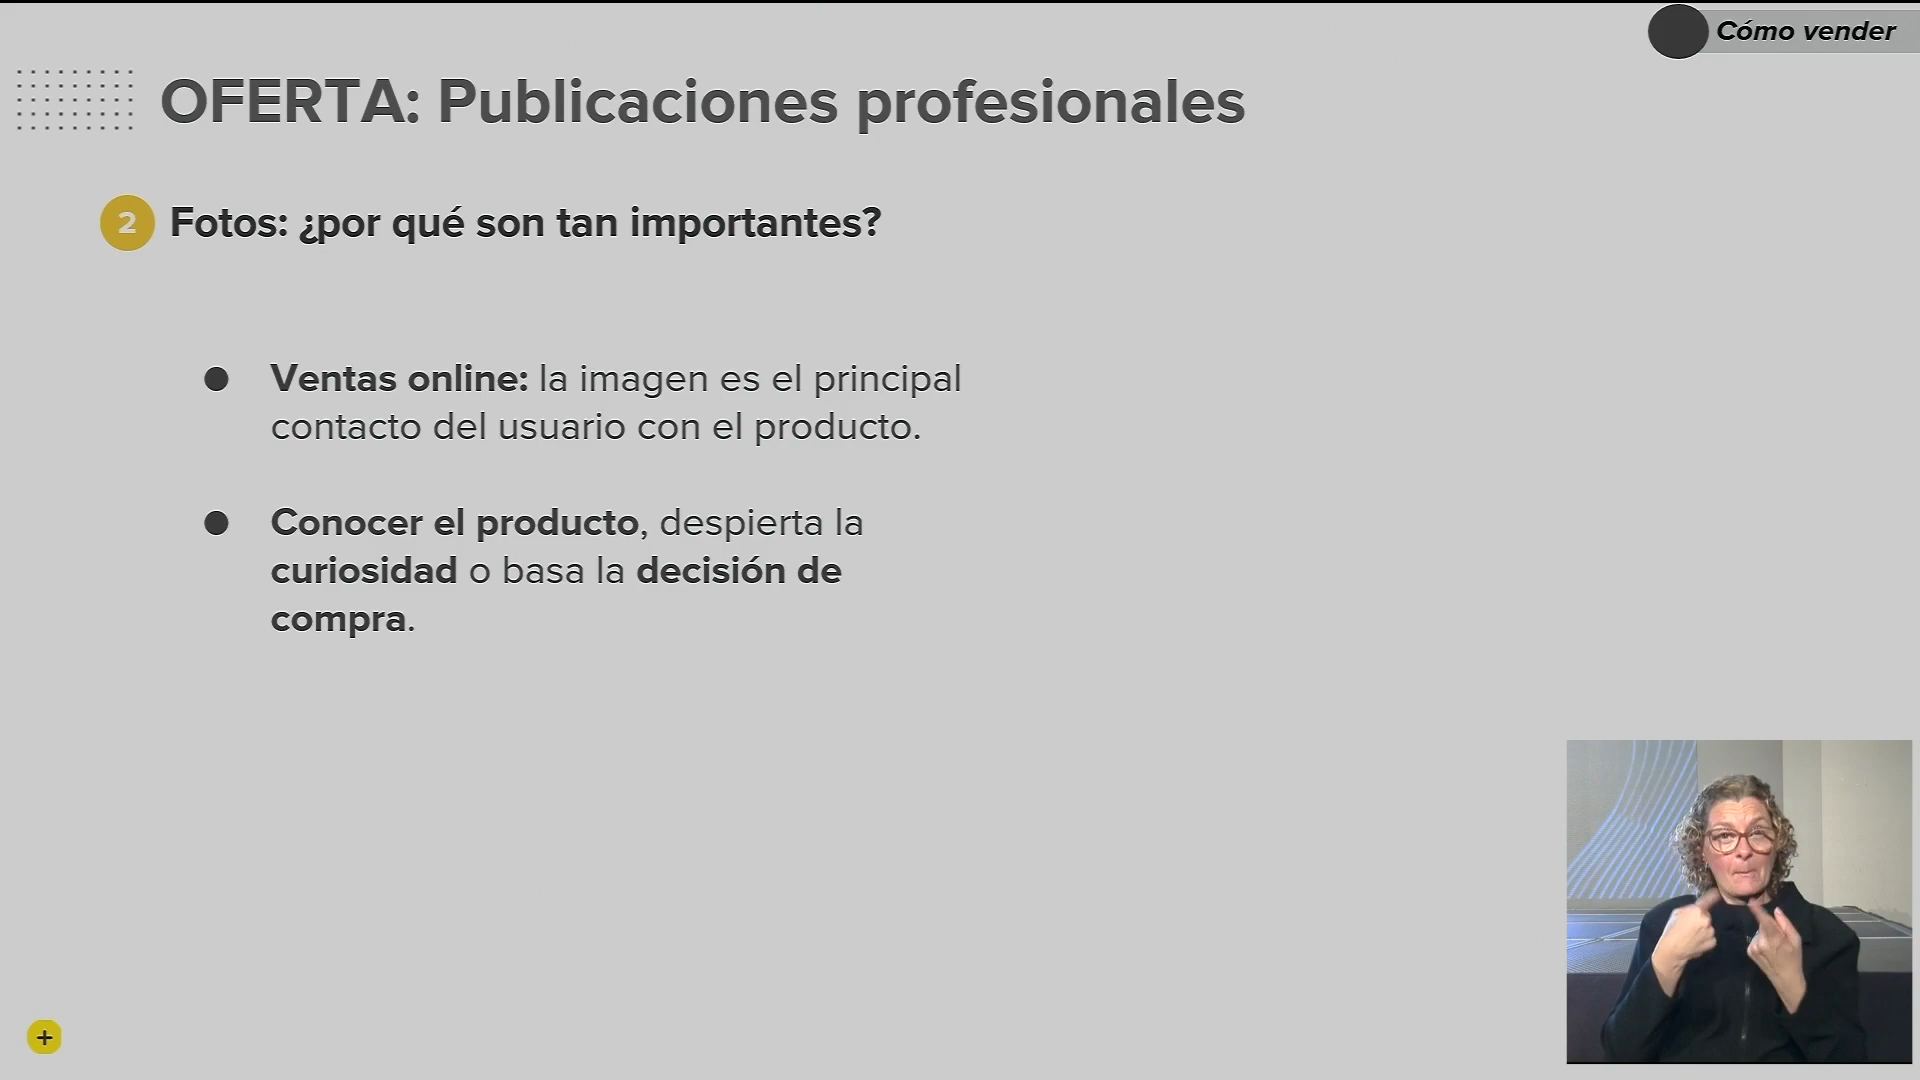 Cómo vender
OFERTA: Publicaciones profesionales
2 Fotos: ¿por qué son tan importantes?
● Ventas online: la imagen es el principal
contacto del usuario con el producto.
● Conocer el producto, despierta la
curiosidad o basa la decisión de
compra.
+